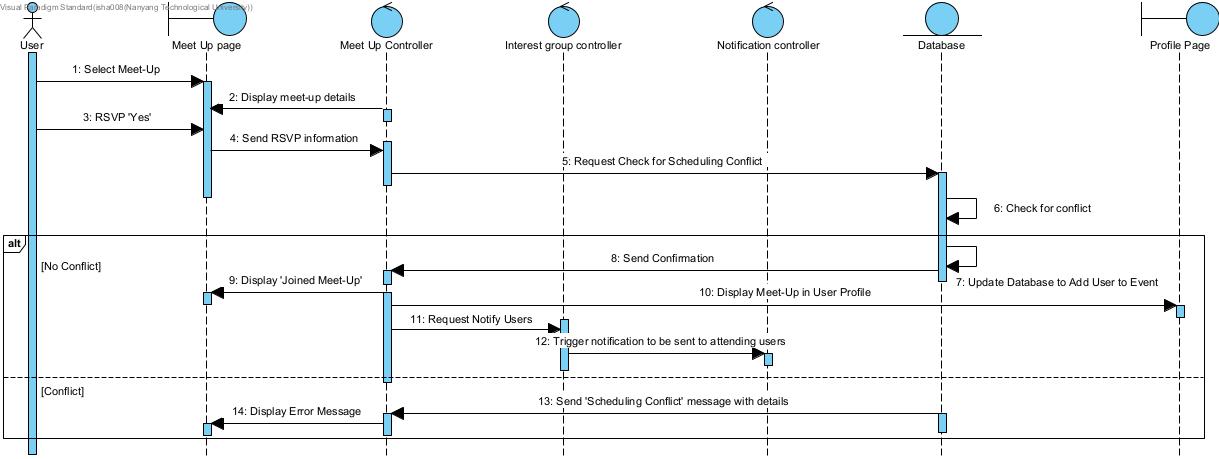 Visual Paradigm Standard(isha008(Nanyang Technological University))
User
Meet Up page
Meet Up Controller
Interest group controller
Notification controller
Database
Profile Page
1: Select Meet-Up
2: Display meet-up details
3: RSVP 'Yes'
4: Send RSVP information
5: Request Check for Scheduling Conflict
6: Check for conflict
alt
[No Conflict]
8: Send Confirmation
9: Display 'Joined Meet-Up'
7: Update Database to Add User to Event
10: Display Meet-Up in User Profile
11: Request Notify Users
12: Trigger notification to be sent to attending users
[Conflict]
13: Send 'Scheduling Conflict' message with details
14: Display Error Message